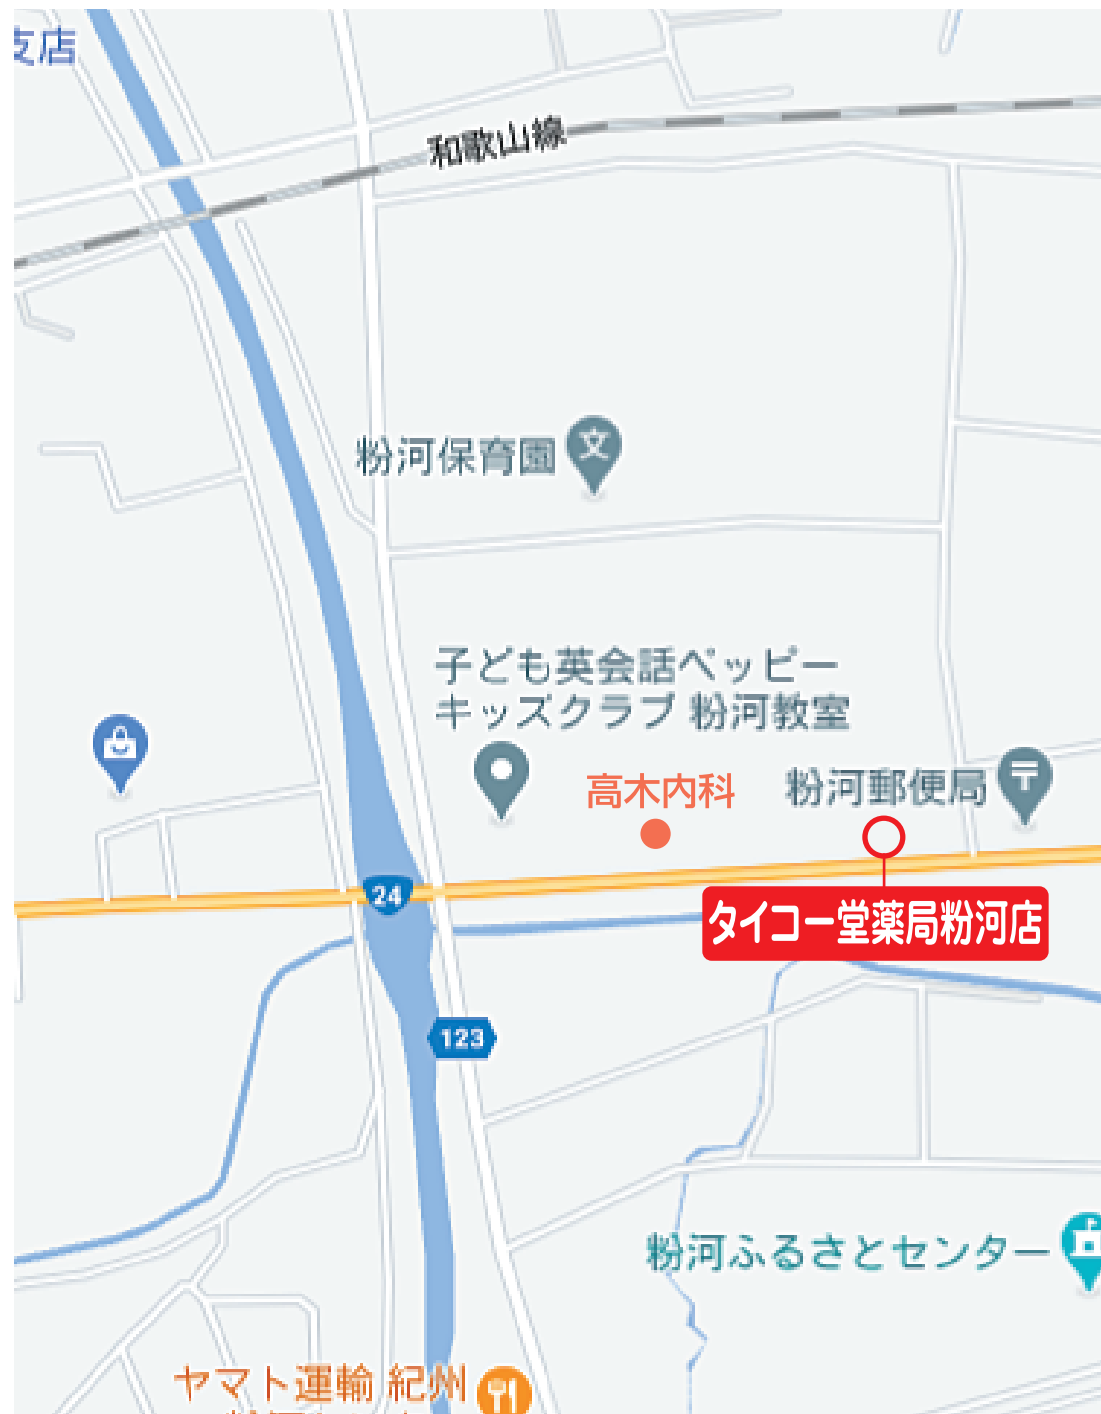 支店
和歌山線
粉河保育園
文
子ども英会話ペッピー
キッズクラブ 粉河教室
高木内科
粉河郵便局
〒
24
タイコー堂薬局粉河店
123
粉河ふるさとセンター
ヤマト運輸 紀州